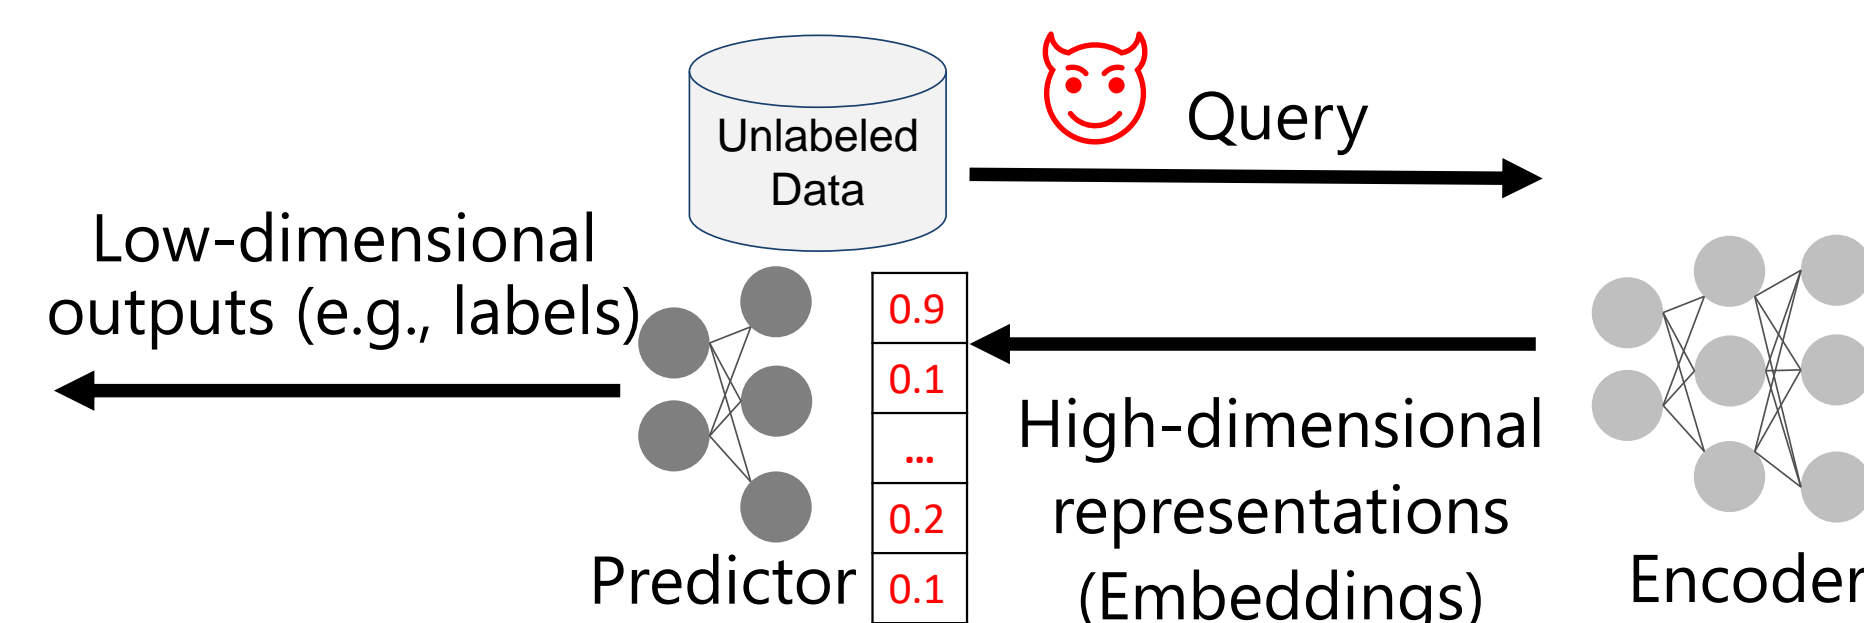 Unlabeled
Data
Query
Low-dimensional
outputs (e.g., labels)
0.9
0.1
...
0.2
0.1
High-dimensional
representations
(Embeddings)
Predictor
Encoder